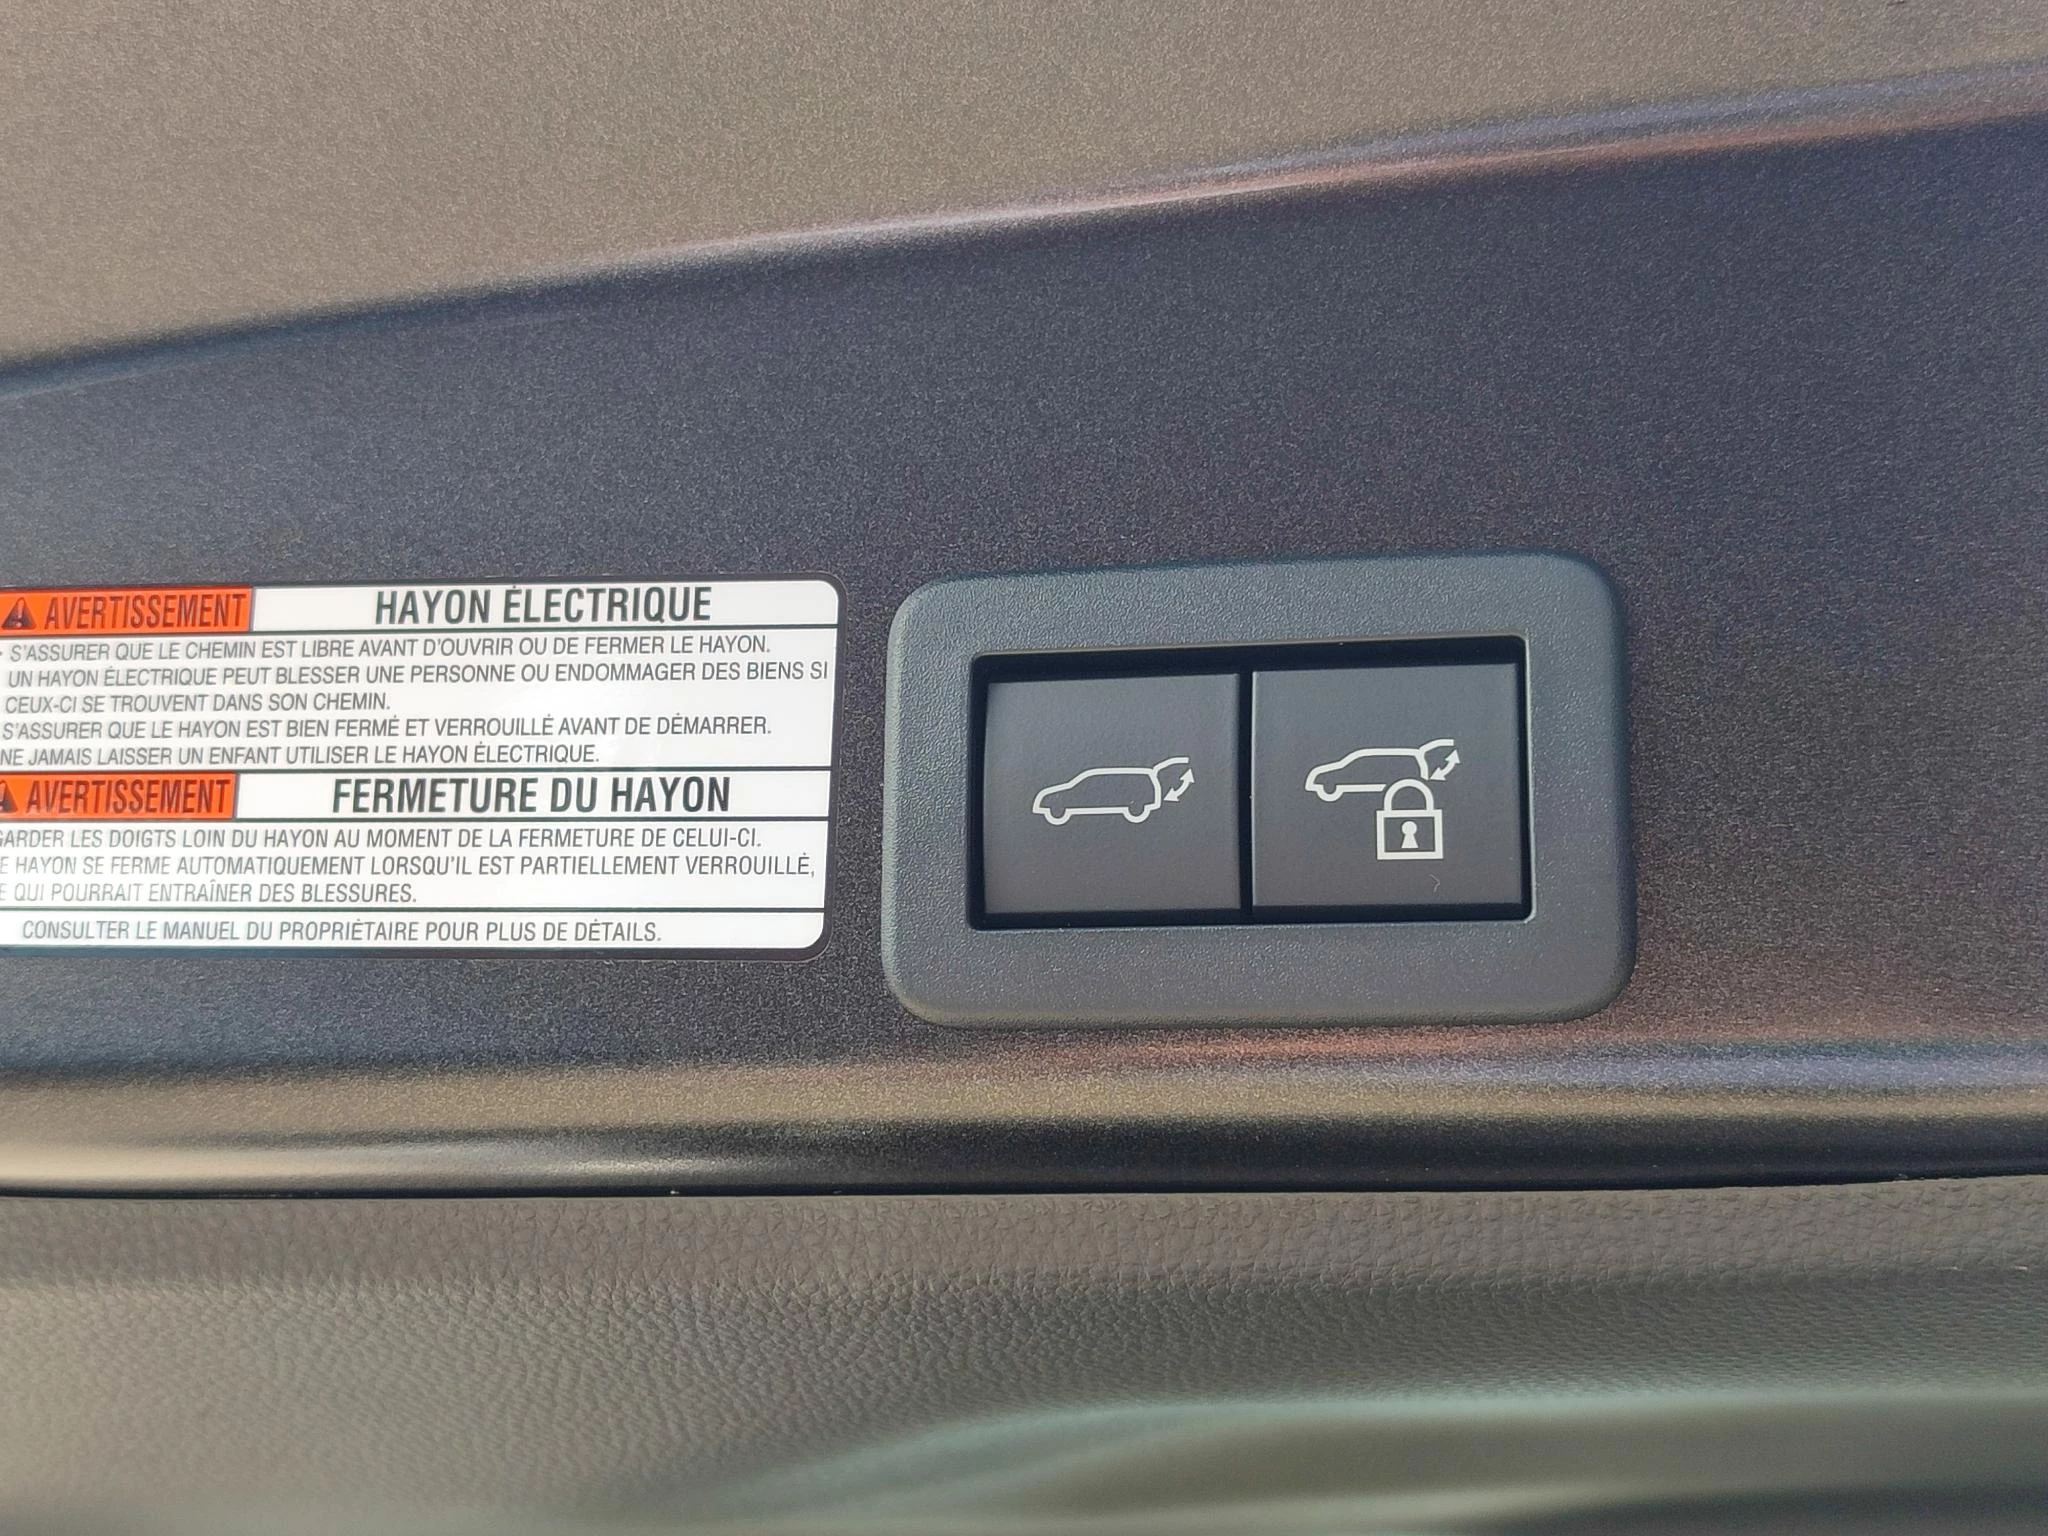 AVERTISSEMENT HAYON ÉLECTRIQUE
S'ASSURER QUE LE CHEMIN EST LIBRE AVANT D'OUVRIR OU DE FERMER LE HAYON.
UN HAYON ÉLECTRIQUE PEUT BLESSER UNE PERSONNE OU ENDOMMAGER DES BIENS SI
CEUX-CI SE TROUVENT DANS SON CHEMIN.
S'ASSURER QUE LE HAYON EST BIEN FERMÉ ET VERROUILLÉ AVANT DE DÉMARRER.
NE JAMAIS LAISSER UN ENFANT UTILISER LE HAYON ÉLECTRIQUE.
AVERTISSEMENT FERMETURE DU HAYON
GARDER LES DOIGTS LOIN DU HAYON AU MOMENT DE LA FERMETURE DE CELUI-CI.
E HAYON SE FERME AUTOMATIQUEMENT LORSQU'IL EST PARTIELLEMENT VERROUILLÉ,
E QUI POURRAIT ENTRAÎNER DES BLESSURES.
CONSULTER LE MANUEL DU PROPRIÉTAIRE POUR PLUS DE DÉTAILS.